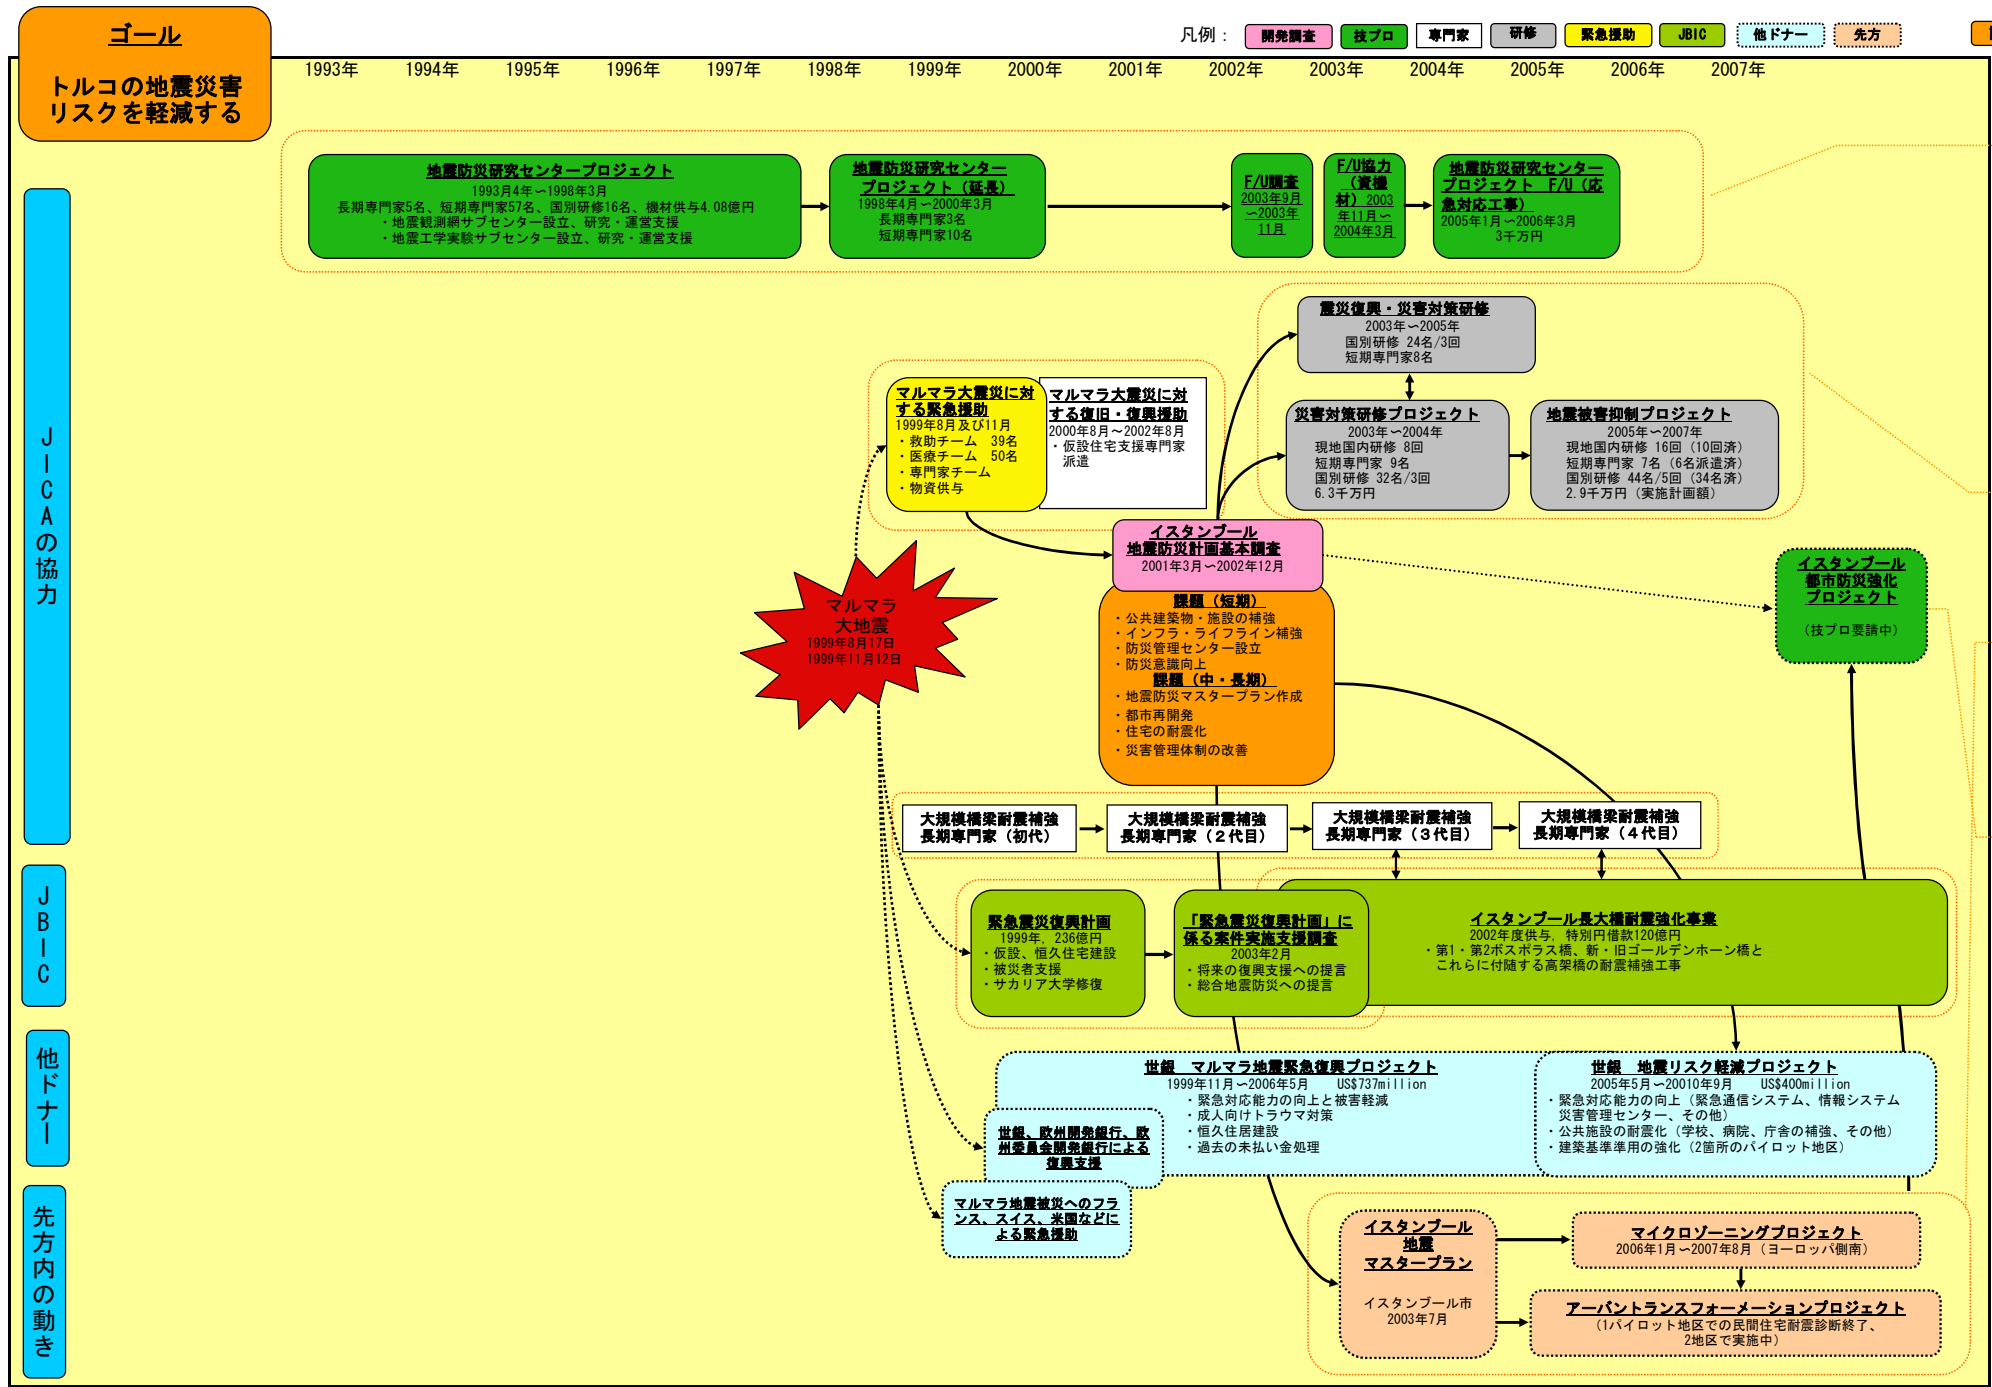 ゴール
トルコの地震災害
リスクを軽減する
凡例：
開発調査
技プロ
専門家
研修
緊急援助
JBIC
他ドナー
先方
1993年
1994年
1995年
1996年
1997年
1998年
1999年
2000年
2001年
2002年
2003年
2004年
2005年
2006年
2007年
JICAの協力
地震防災研究センタープロジェクト
1993月4年～1998年3月
長期専門家5名、短期専門家57名、国別研修16名、機材供与4.08億円
・地震観測網サブセンター設立、研究・運営支援
・地震工学実験サブセンター設立、研究・運営支援
地震防災研究センター
プロジェクト（延長）
1998年4月～2000年3月
長期専門家3名
短期専門家10名
F/U調査
2003年9月
～2003年
11月
F/U協力
（資機
材）2003
年11月～
2004年3月
地震防災研究センター
プロジェクト F/U（応
急対応工事）
2005年1月～2006年3月
3千万円
震災復興・災害対策研修
2003年～2005年
国別研修 24名/3回
短期専門家8名
マルマラ大震災に対
する緊急援助
1999年8月及び11月
・救助チーム 39名
・医療チーム 50名
・専門家チーム
・物資供与
マルマラ大震災に対
する復旧・復興援助
2000年8月～2002年8月
・仮設住宅支援専門家
派遣
災害対策研修プロジェクト
2003年～2004年
現地国内研修 8回
短期専門家 9名
国別研修 32名/3回
6.3千万円
地震被害抑制プロジェクト
2005年～2007年
現地国内研修 16回（10回済）
短期専門家 7名（6名派遣済）
国別研修 44名/5回（34名済）
2.9千万円（実施計画額）
イスタンブール
地震防災計画基本調査
2001年3月～2002年12月
課題（短期）
・公共建築物・施設の補強
・インフラ・ライフライン補強
・防災管理センター設立
・防災意識向上
課題（中・長期）
・地震防災マスタープラン作成
・都市再開発
・住宅の耐震化
・災害管理体制の改善
マルマラ
大地震
1999年8月17日
1999年11月12日
イスタンブール
都市防災強化
プロジェクト
（技プロ要請中）
大規模橋梁耐震補強
長期専門家（初代）
大規模橋梁耐震補強
長期専門家（２代目）
大規模橋梁耐震補強
長期専門家（３代目）
大規模橋梁耐震補強
長期専門家（４代目）
JBIC
緊急震災復興計画
1999年, 236億円
・仮設、恒久住宅建設
・被災者支援
・サカリア大学修復
「緊急震災復興計画」に
係る案件実施支援調査
2003年2月
・将来の復興支援への提言
・総合地震防災への提言
イスタンブール長大橋耐震強化事業
2002年度供与, 特別円借款120億円
・第1・第2ボスポラス橋、新・旧ゴールデンホーン橋と
これらに付随する高架橋の耐震補強工事
他ドナー
世銀 マルマラ地震緊急復興プロジェクト
1999年11月～2006年5月 US$737million
・緊急対応能力の向上と被害軽減
・成人向けトラウマ対策
・恒久住居建設
・過去の未払い金処理
世銀 地震リスク軽減プロジェクト
2005年5月～20010年9月 US$400million
・緊急対応能力の向上（緊急通信システム、情報システム
災害管理センター、その他）
・公共施設の耐震化（学校、病院、庁舎の補強、その他）
・建築基準準用の強化（2箇所のパイロット地区）
世銀、欧州開発銀行、欧
州委員会開発銀行による
復興支援
マルマラ地震被災へのフラ
ンス、スイス、米国などに
よる緊急援助
先方内の動き
イスタンブール
地震
マスタープラン
イスタンブール市
2003年7月
マイクロゾーニングプロジェクト
2006年1月～2007年8月（ヨーロッパ側南）
アーバントランスフォーメーションプロジェクト
（1パイロット地区での民間住宅耐震診断終了、
2地区で実施中）